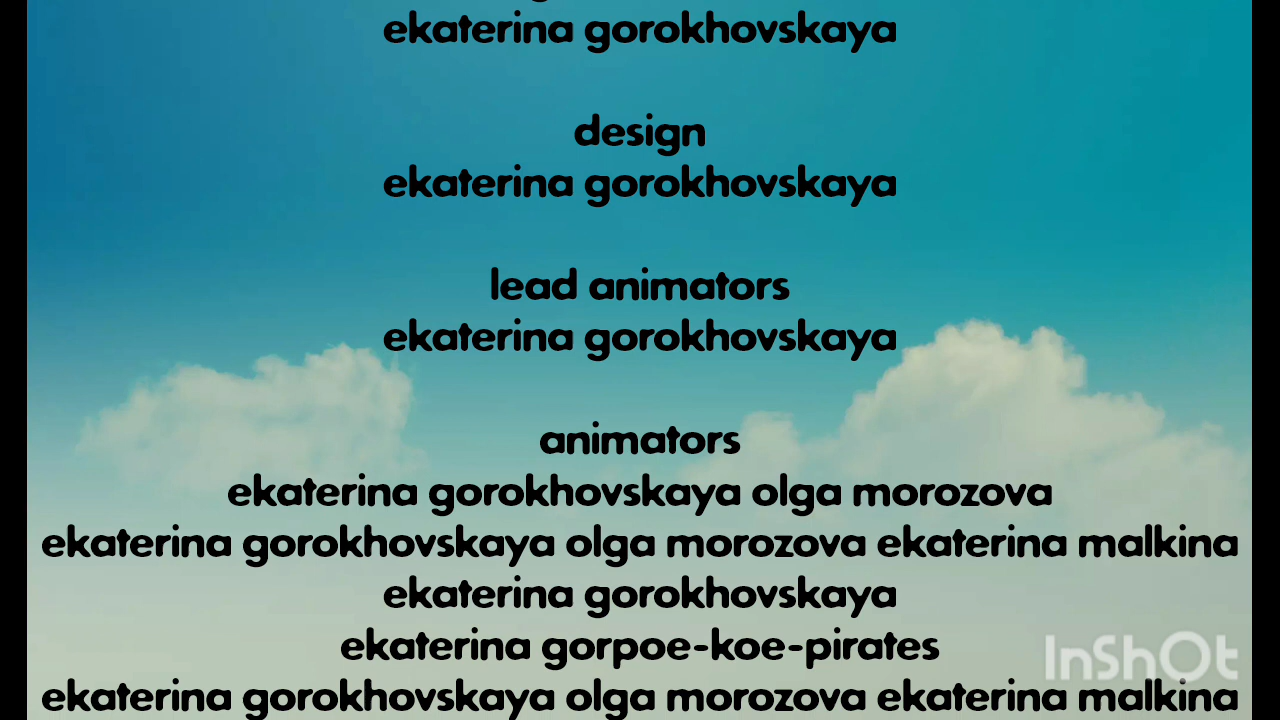 ekaterina gorokhovskaya
design
ekaterina gorokhovskaya
lead animators
ekaterina gorokhovskaya
animators
ekaterina gorokhovskaya olga morozova
ekaterina gorokhovskaya olga morozova ekaterina malkina
ekaterina gorokhovskaya
ekaterina gorpoe-koe-pirates
InShOt
ekaterina gorokhovskaya olga morozova ekaterina malkina